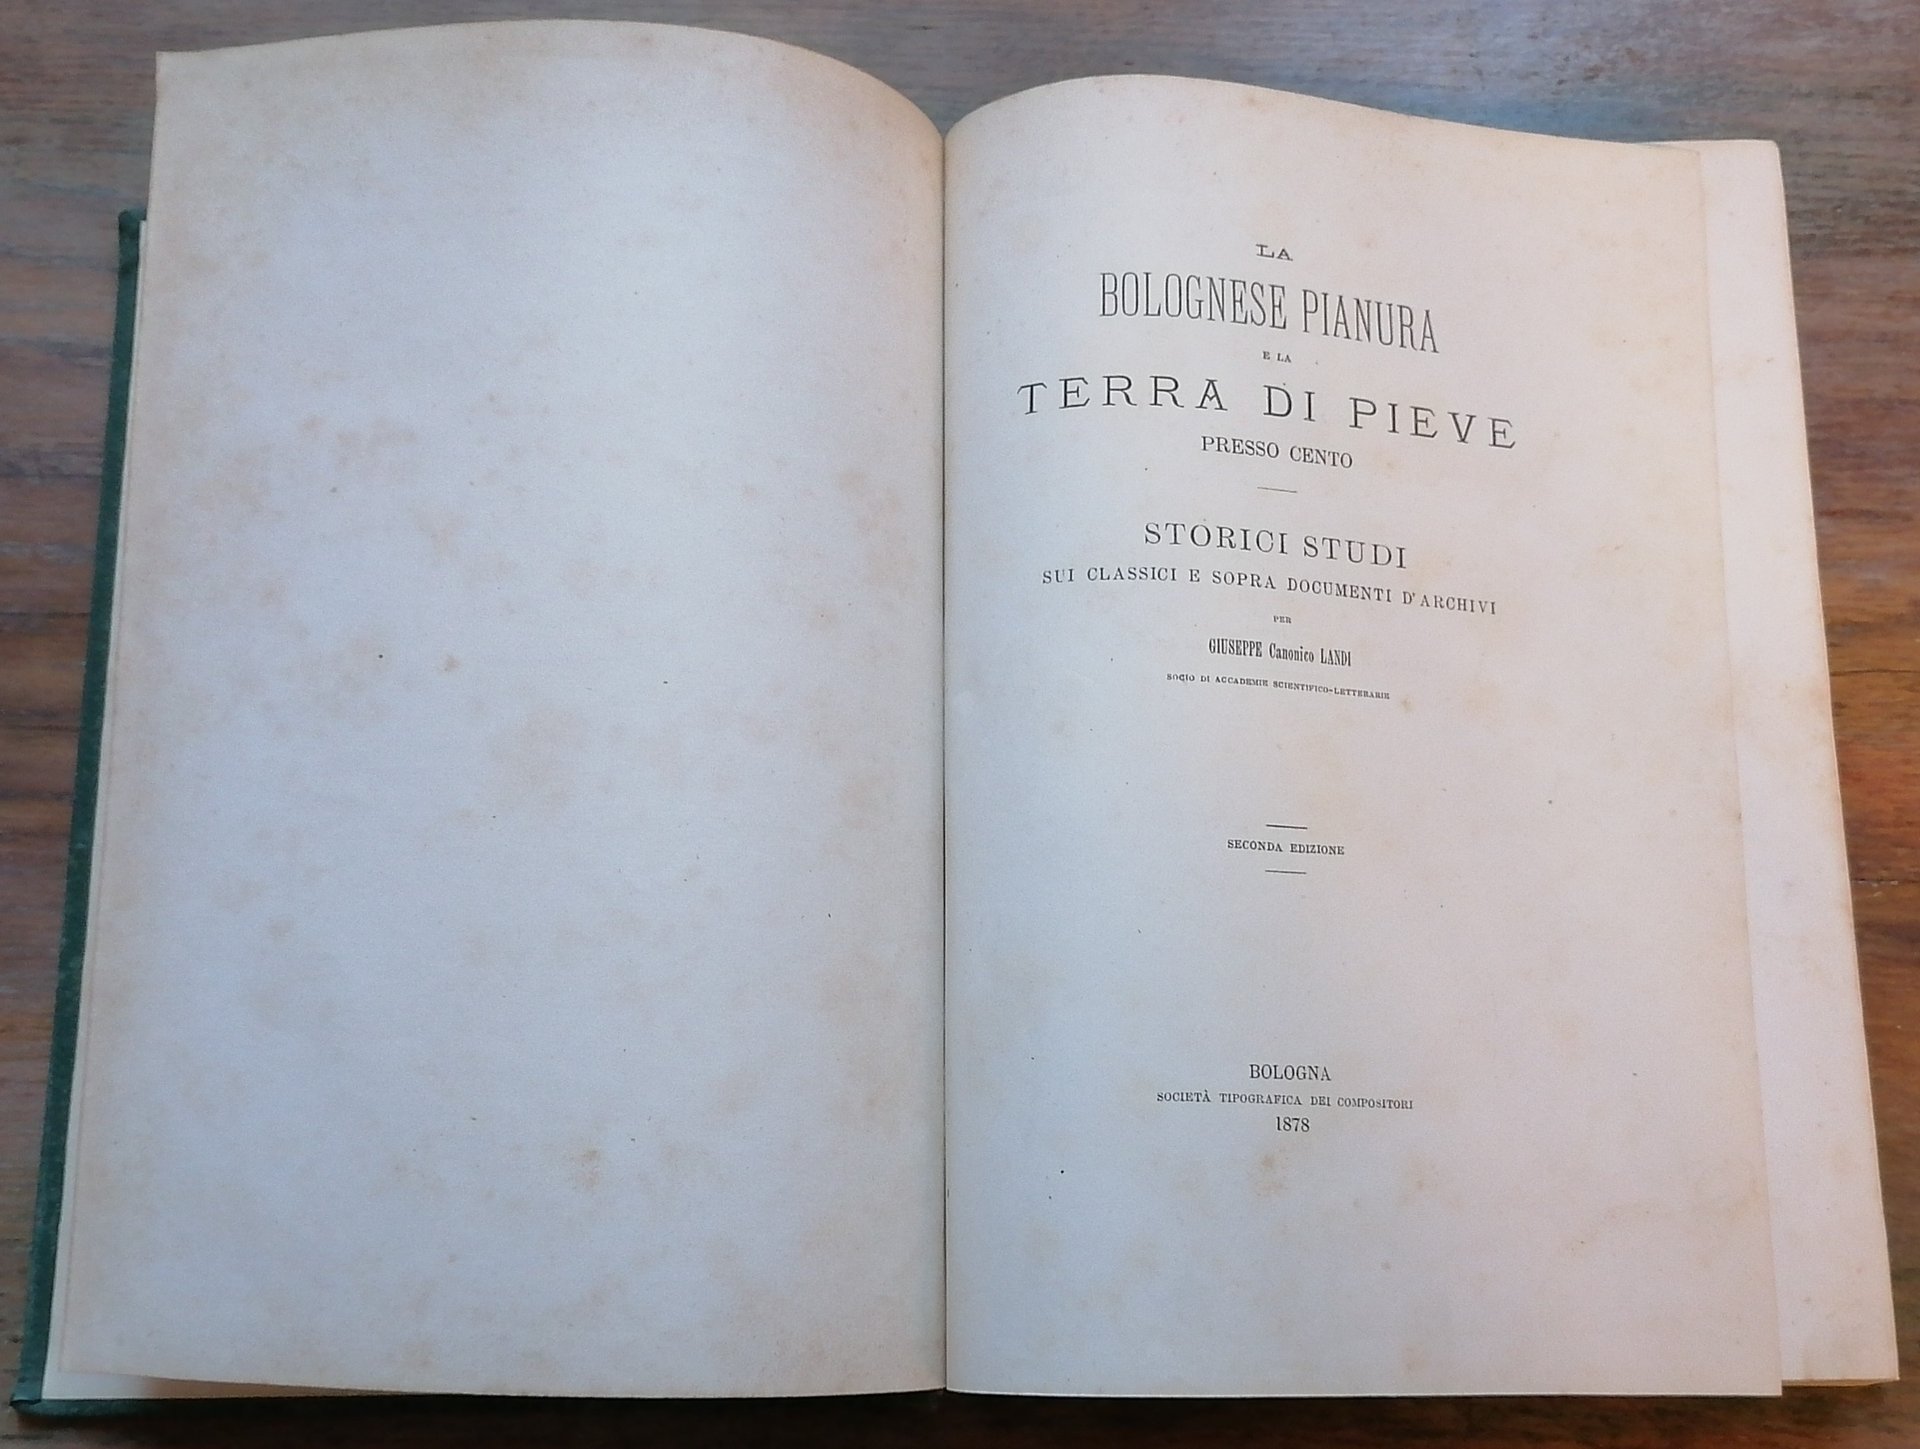 LA
BOLOGNESE PIANURA
E LA
TERRA DI PIEVE
PRESSO CENTO
STORICI STUDI
SUI CLASSICI E SOPRA DOCUMENTI D'ARCHIVI
PER
GIUSEPPE Canonico LANDI
SOCIO DI ACCADEMIE SCIENTIFICO-LETTERARIE
SECONDA EDIZIONE
BOLOGNA
SOCIETÀ TIPOGRAFICA DEI COMPOSITORI
1878